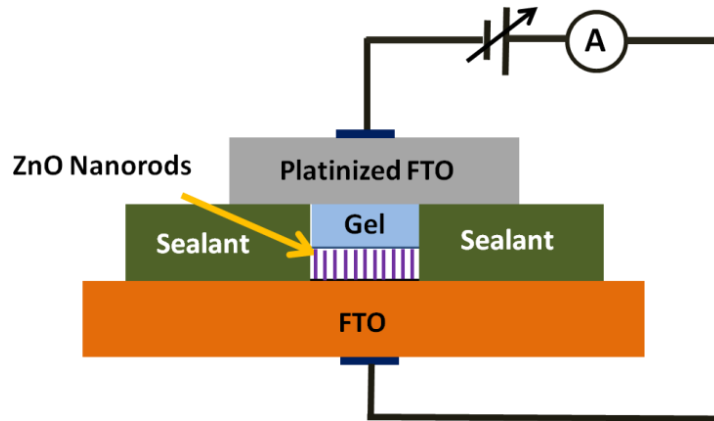 A
ZnO Nanorods
Platinized FTO
Gel
Sealant
Sealant
FTO